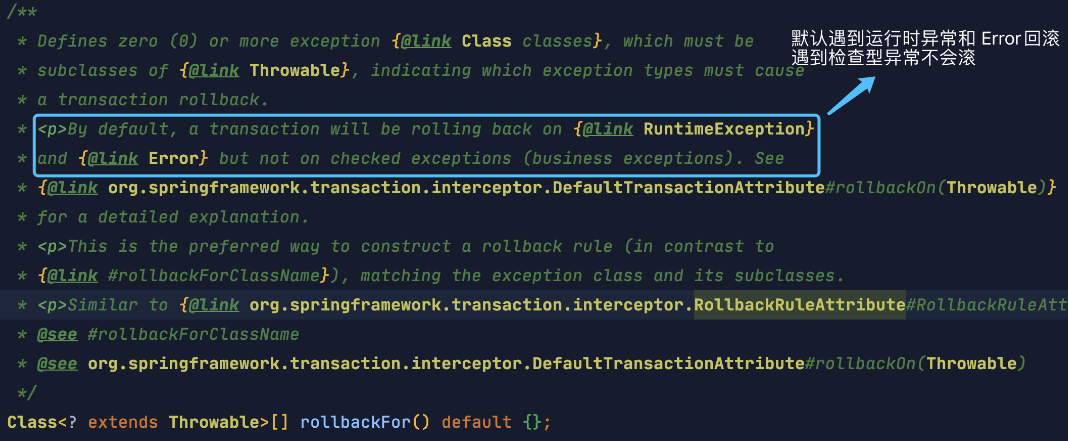 /**
 * Defines zero (0) or more exception {@link Class classes}, which must be
默认遇到运行时异常和 Error 回滚
遇到检查型异常不会滚
 * subclasses of {@link Throwable}, indicating which exception types must cause
 * a transaction rollback.
 * <p>By default, a transaction will be rolling back on {@link RuntimeException}
 * and {@link Error} but not on checked exceptions (business exceptions). See
 * {@link org.springframework.transaction.interceptor.DefaultTransactionAttribute#rollbackOn(Throwable)}
 * for a detailed explanation.
 * <p>This is the preferred way to construct a rollback rule (in contrast to
 * {@link #rollbackForClassName}), matching the exception class and its subclasses.
 * <p>Similar to {@link org.springframework.transaction.interceptor.RollbackRuleAttribute#RollbackRuleAtt
 * @see #rollbackForClassName
 * @see org.springframework.transaction.interceptor.DefaultTransactionAttribute#rollbackOn(Throwable)
 */
Class<? extends Throwable>[] rollbackFor() default {};